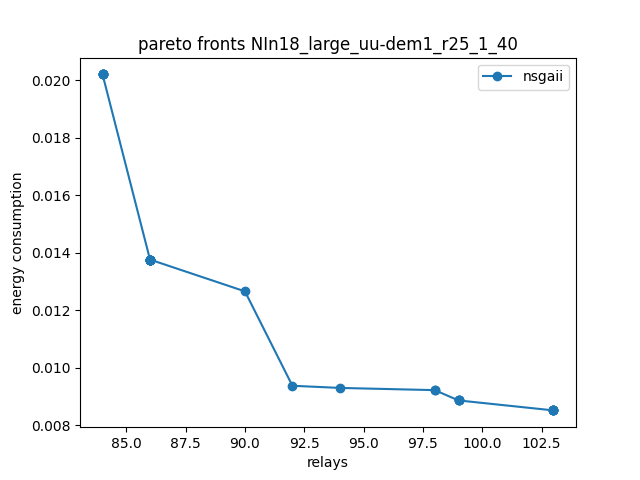 pareto fronts NIn18_large_uu-dem1_r25_1_40
nsgaii
0.020
0.018
0.016
0.014
0.012
0.010
0.008
energy consumption
85.0 87.5 90.0 92.5 95.0 97.5 100.0 102.5
relays